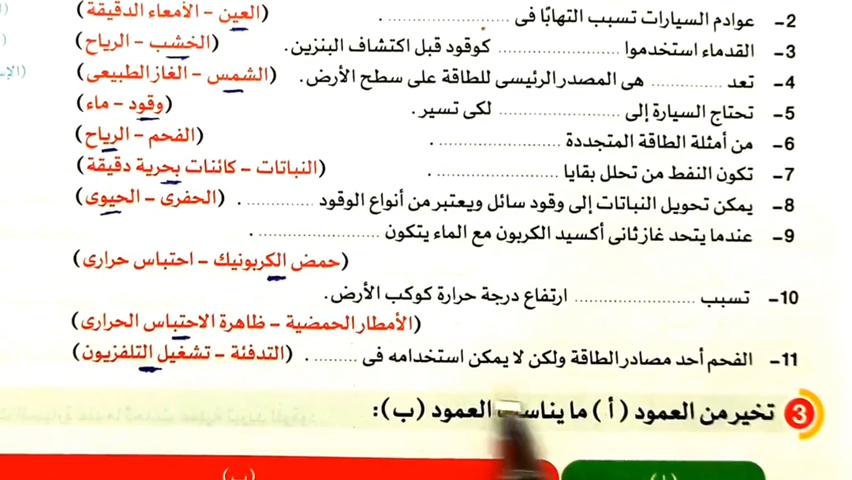 2- عوادم السيارات تسبب التهابًا فى .............. . (العين - الأمعاء الدقيقة)
3- القدماء استخدموا .............. كوقود قبل اكتشاف البنزين. (الخشب - الرياح)
4- تعد .............. هى المصدر الرئيسى للطاقة على سطح الأرض. (الشمس - الغاز الطبيعى)
5- تحتاج السيارة إلى .............. لكى تسير. (وقود - ماء)
6- من أمثلة الطاقة المتجددة .............. . (الفحم - الرياح)
7- تكون النفط من تحلل بقايا .............. . (النباتات - كائنات بحرية دقيقة)
8- يمكن تحويل النباتات إلى وقود سائل ويعتبر من أنواع الوقود .............. . (الحفرى - الحيوى)
9- عندما يتحد غاز ثانى أكسيد الكربون مع الماء يتكون .............. .
(حمض الكربونيك - احتباس حرارى)
10- تسبب .............. ارتفاع درجة حرارة كوكب الأرض.
(الأمطار الحمضية - ظاهرة الاحتباس الحرارى)
11- الفحم أحد مصادر الطاقة ولكن لا يمكن استخدامه فى .......... . (التدفئة - تشغيل التلفزيون)
3 تخير من العمود (أ) ما يناسب العمود (ب):